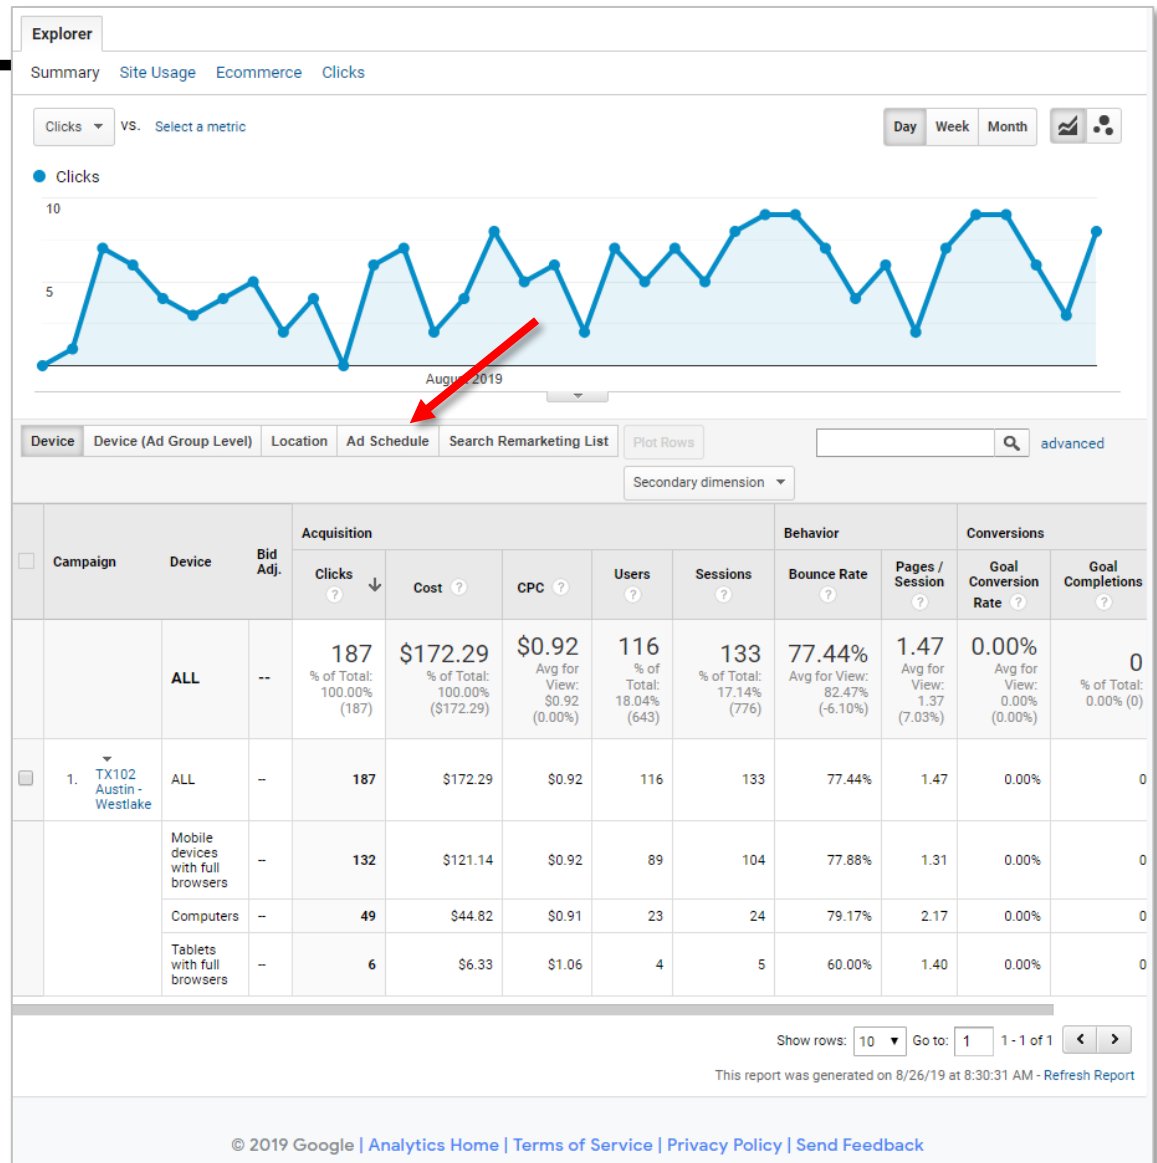 Explorer
Summary Site Usage Ecommerce Clicks
Clicks VS. Select a metric Day Week Month
Clicks
10
5
August 2019
Device Device (Ad Group Level) Location Ad Schedule Search Remarketing List Plot Rows advanced
Secondary dimension
Acquisition Behavior Conversions
Campaign Device Bid Adj. Clicks ? Cost ? CPC ? Users ? Sessions ? Bounce Rate ? Pages / Session ? Goal Conversion Rate ? Goal Completions ?
ALL -- 187 $172.29 $0.92 116 133 77.44% 1.47 0.00% 0
% of Total: 100.00% (187) % of Total: 100.00% ($172.29) Avg for View: $0.92 (0.00%) % of Total: 18.04% (643) % of Total: 17.14% (776) Avg for View: 82.47% (-6.10%) Avg for View: 1.37 (7.03%) Avg for View: 0.00% (0.00%) % of Total: 0.00% (0)
1. TX102 Austin - Westlake ALL -- 187 $172.29 $0.92 116 133 77.44% 1.47 0.00% 0
Mobile devices with full browsers -- 132 $121.14 $0.92 89 104 77.88% 1.31 0.00% 0
Computers -- 49 $44.82 $0.91 23 24 79.17% 2.17 0.00% 0
Tablets with full browsers -- 6 $6.33 $1.06 4 5 60.00% 1.40 0.00% 0
Show rows: 10 Go to: 1 1 - 1 of 1
This report was generated on 8/26/19 at 8:30:31 AM - Refresh Report
© 2019 Google | Analytics Home | Terms of Service | Privacy Policy | Send Feedback